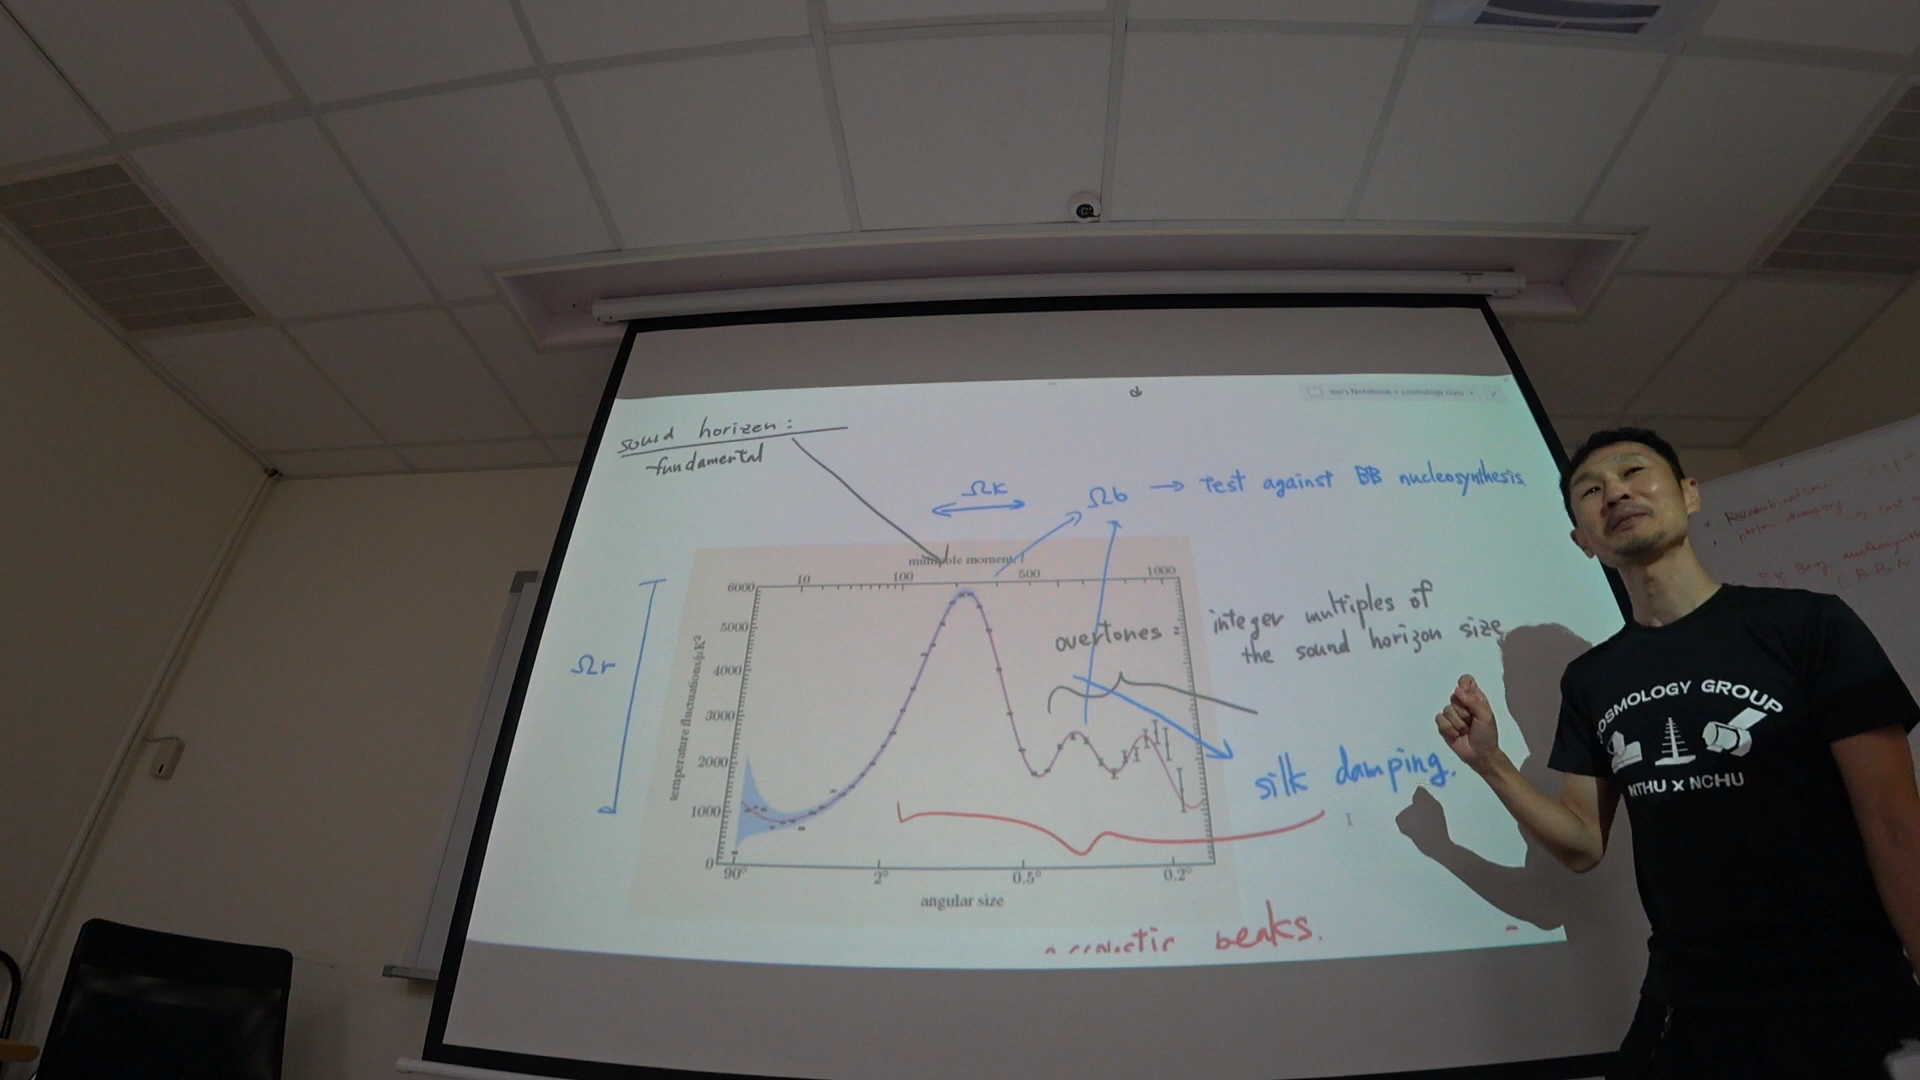 sound horizen:
fundamental
Ωk
Ωb → Test against BB nucleosynthesis
multipole moment, l
10 100 500 1000
6000
5000
4000
3000
2000
1000
0
Ωr
temperature fluctuations/μK²
overtones : integer multiples of
the sound horizon size
silk damping.
90° 2° 0.5° 0.2°
angular size
peaks.
COSMOLOGY GROUP
NTHU x NCHU
nucleosynthesis